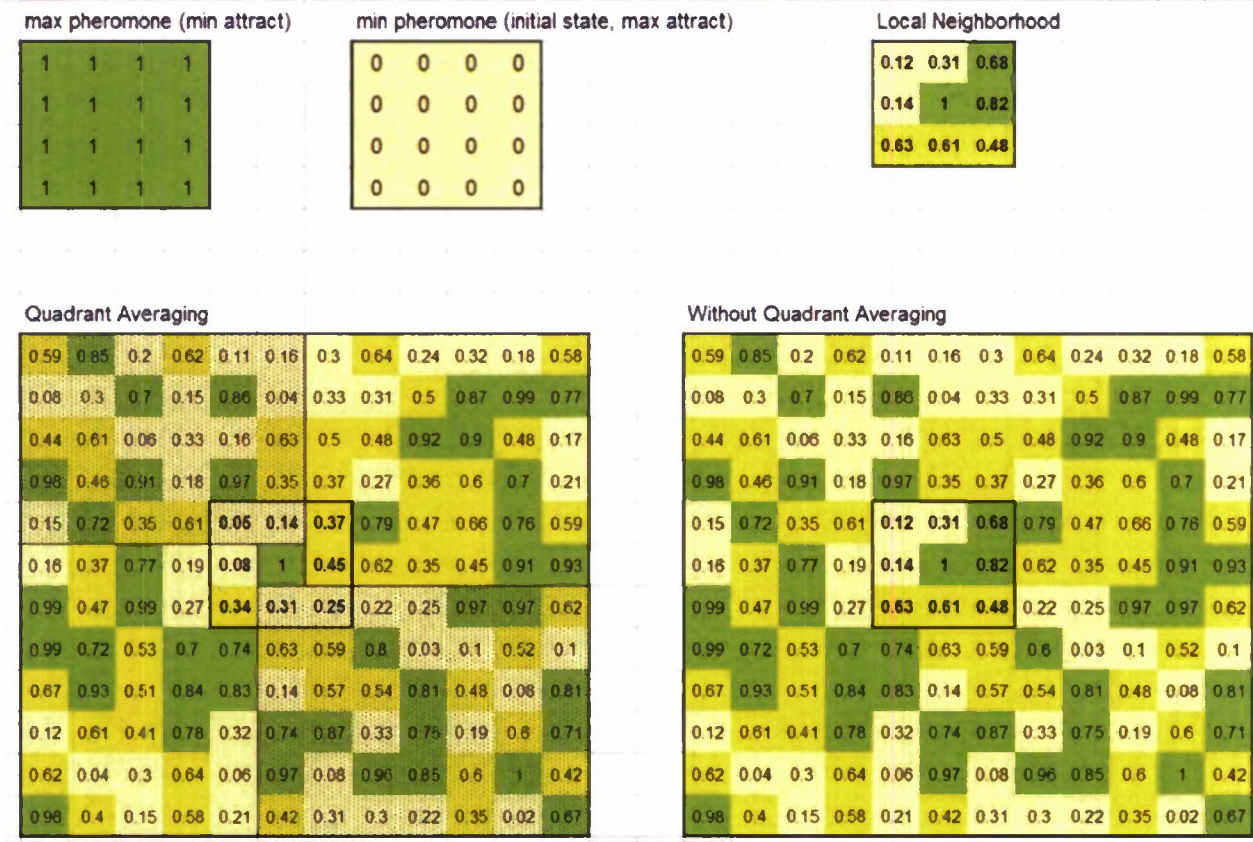 max pheromone (min attract) min pheromone (initial state, max attract) Local Neighborhood
1 1 1 1 0 0 0 0 0.12 0.31 0.68
1 1 1 1 0 0 0 0 0.14 1 0.82
1 1 1 1 0 0 0 0 0.63 0.61 0.48
1 1 1 1 0 0 0 0
Quadrant Averaging Without Quadrant Averaging
0.59 0.85 0.2 0.62 0.11 0.16 0.3 0.64 0.24 0.32 0.18 0.58 0.59 0.85 0.2 0.62 0.11 0.16 0.3 0.64 0.24 0.32 0.18 0.58
0.08 0.3 0.7 0.15 0.86 0.04 0.33 0.31 0.5 0.87 0.99 0.77 0.08 0.3 0.7 0.15 0.86 0.04 0.33 0.31 0.5 0.87 0.99 0.77
0.44 0.61 0.06 0.33 0.16 0.63 0.5 0.48 0.92 0.9 0.48 0.17 0.44 0.61 0.06 0.33 0.16 0.63 0.5 0.48 0.92 0.9 0.48 0.17
0.98 0.46 0.91 0.18 0.97 0.35 0.37 0.27 0.36 0.6 0.7 0.21 0.98 0.46 0.91 0.18 0.97 0.35 0.37 0.27 0.36 0.6 0.7 0.21
0.15 0.72 0.35 0.61 0.05 0.14 0.37 0.79 0.47 0.66 0.76 0.59 0.15 0.72 0.35 0.61 0.12 0.31 0.68 0.79 0.47 0.66 0.76 0.59
0.16 0.37 0.77 0.19 0.08 1 0.45 0.62 0.35 0.45 0.91 0.93 0.16 0.37 0.77 0.19 0.14 1 0.82 0.62 0.35 0.45 0.91 0.93
0.99 0.47 0.99 0.27 0.34 0.31 0.25 0.22 0.25 0.97 0.97 0.62 0.99 0.47 0.99 0.27 0.63 0.61 0.48 0.22 0.25 0.97 0.97 0.62
0.99 0.72 0.53 0.7 0.74 0.63 0.59 0.8 0.03 0.1 0.52 0.1 0.99 0.72 0.53 0.7 0.74 0.63 0.59 0.6 0.03 0.1 0.52 0.1
0.67 0.93 0.51 0.84 0.83 0.14 0.57 0.54 0.81 0.48 0.08 0.81 0.67 0.93 0.51 0.84 0.83 0.14 0.57 0.54 0.81 0.48 0.08 0.81
0.12 0.61 0.41 0.78 0.32 0.74 0.87 0.33 0.75 0.19 0.6 0.71 0.12 0.61 0.41 0.78 0.32 0.74 0.87 0.33 0.75 0.19 0.6 0.71
0.62 0.04 0.3 0.64 0.06 0.97 0.08 0.96 0.85 0.6 1 0.42 0.62 0.04 0.3 0.64 0.06 0.97 0.08 0.96 0.85 0.6 1 0.42
0.98 0.4 0.15 0.58 0.21 0.42 0.31 0.3 0.22 0.35 0.02 0.67 0.98 0.4 0.15 0.58 0.21 0.42 0.31 0.3 0.22 0.35 0.02 0.67